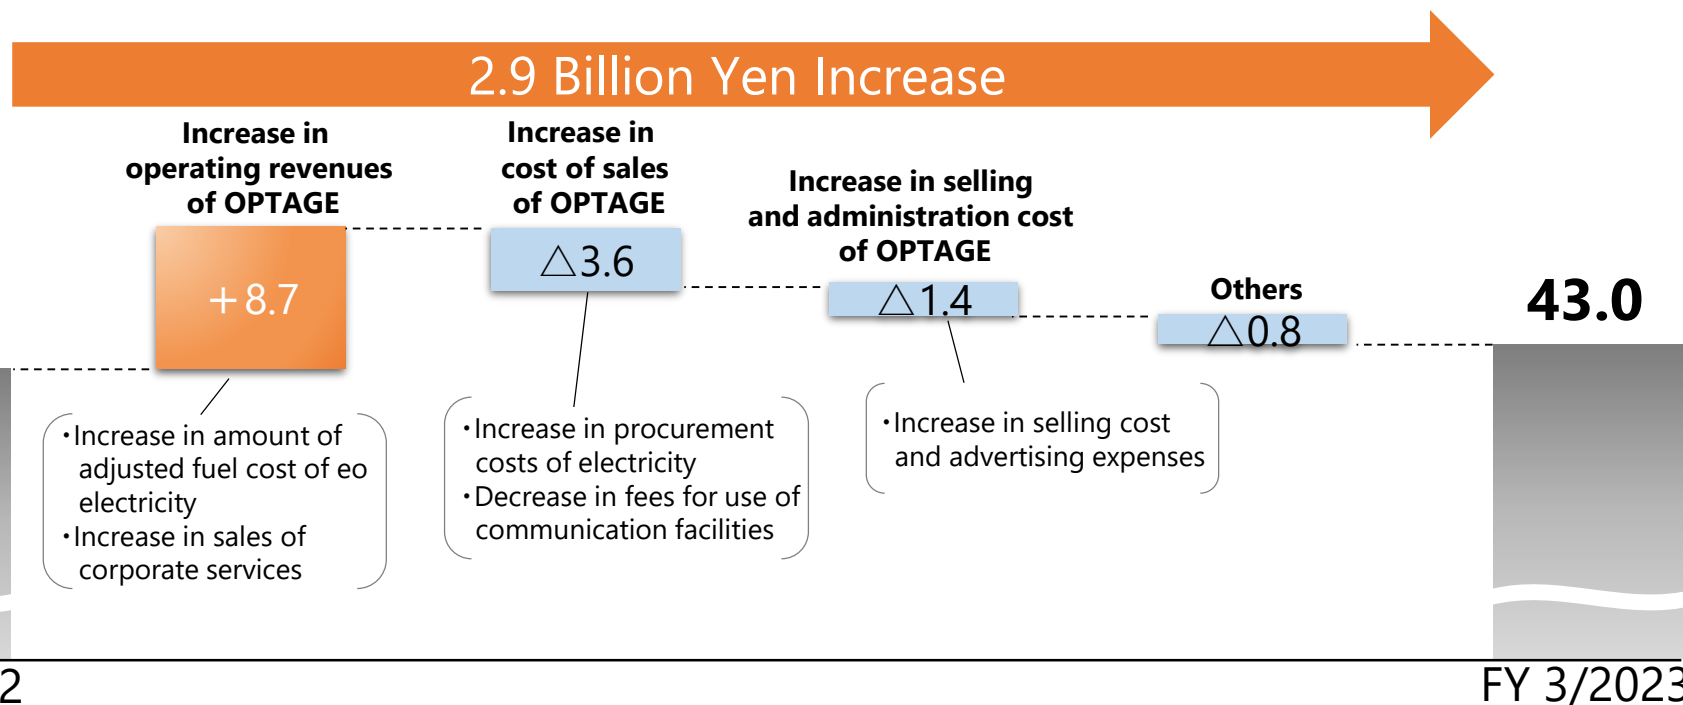 2.9 Billion Yen Increase
Increase in
operating revenues
of OPTAGE
Increase in
cost of sales
of OPTAGE
Increase in selling
and administration cost
of OPTAGE
Others
+8.7
△3.6
△1.4
△0.8
43.0
・Increase in amount of
adjusted fuel cost of eo
electricity
・Increase in sales of
corporate services
・Increase in procurement
costs of electricity
・Decrease in fees for use of
communication facilities
・Increase in selling cost
and advertising expenses
2
FY 3/2023